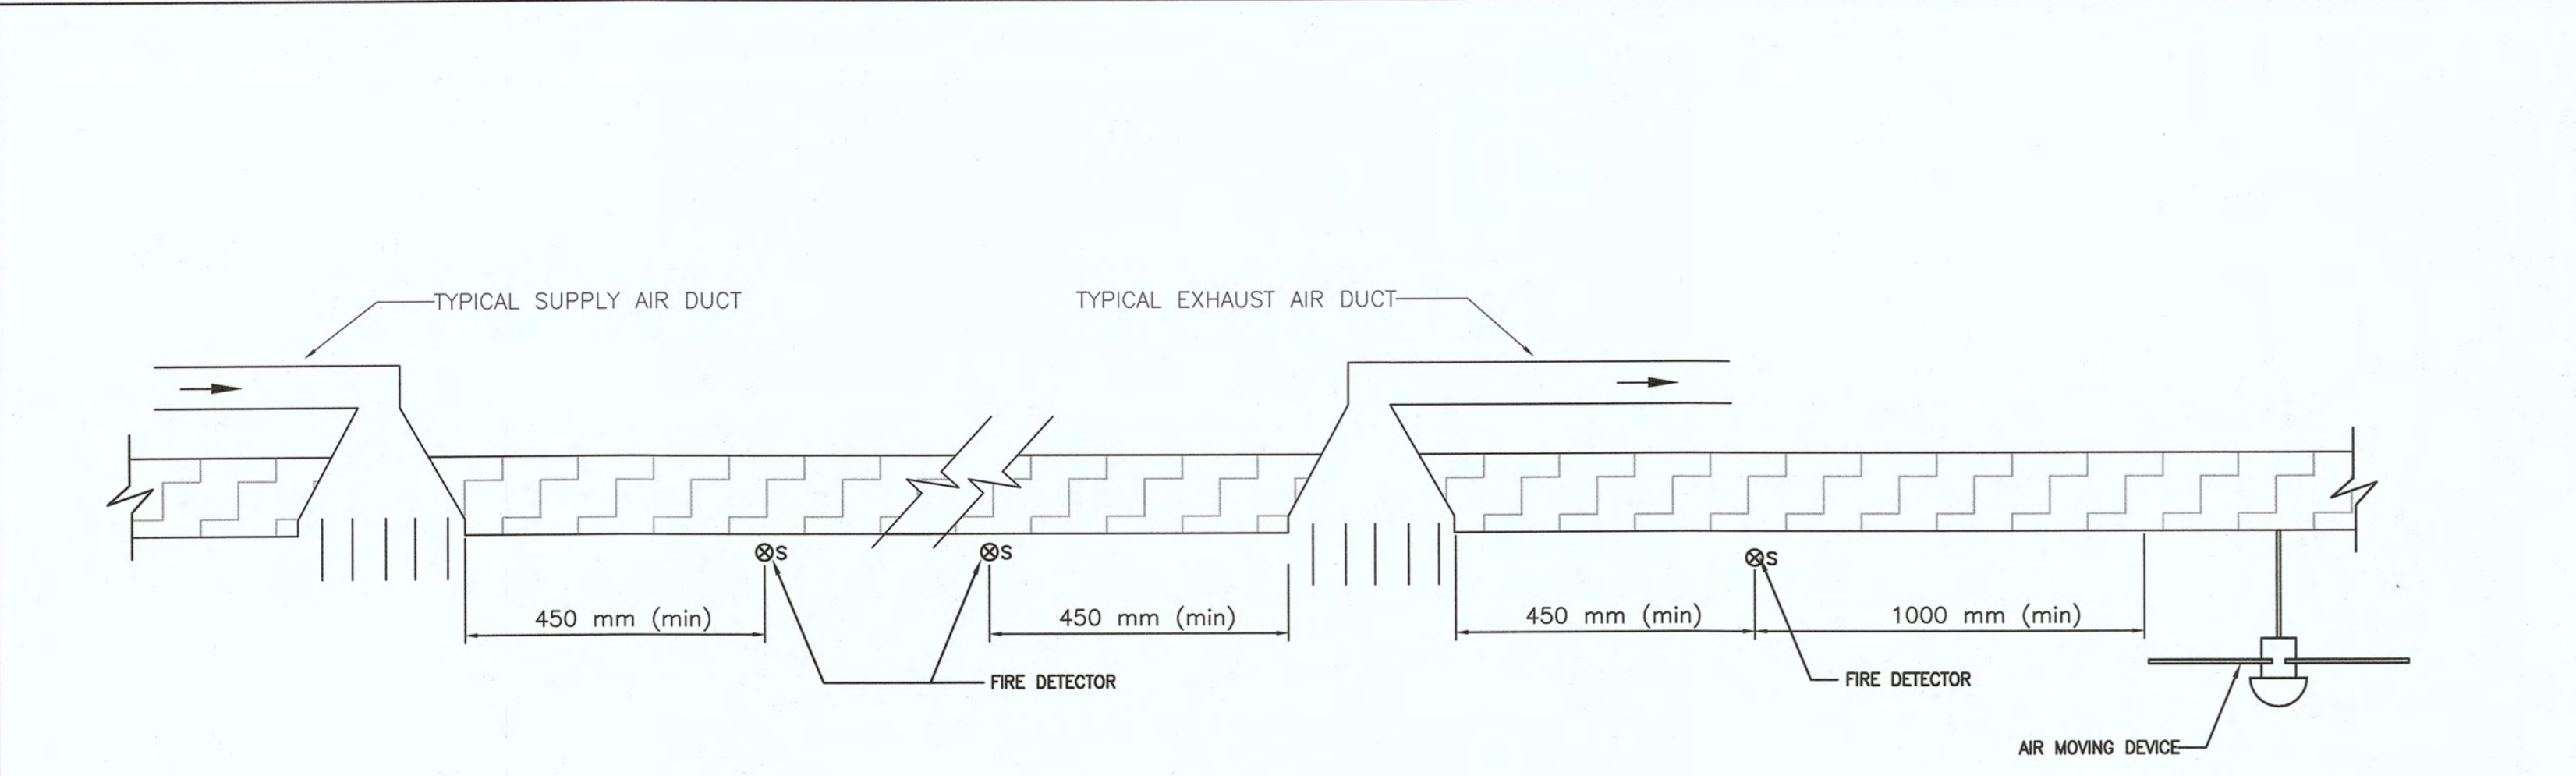 TYPICAL SUPPLY AIR DUCT
TYPICAL EXHAUST AIR DUCT
S
S
S
450 mm (min)
450 mm (min)
450 mm (min)
1000 mm (min)
FIRE DETECTOR
FIRE DETECTOR
AIR MOVING DEVICE